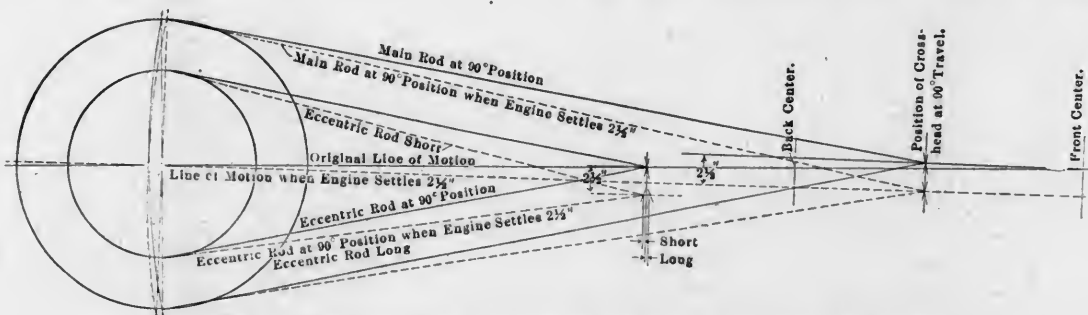 Main Rod at 90° Position
Main Rod at 90° Position when Engine Settles 2½"
Eccentric Rod Short
Original Line of Motion
Line of Motion when Engine Settles 2½"
Eccentric Rod at 90° Position
Eccentric Rod at 90° Position when Engine Settles 2½"
Eccentric Rod Long
2½"
2½"
Short
Long
Back Center.
Position of Cross-
head at 90° Travel.
Front Center.